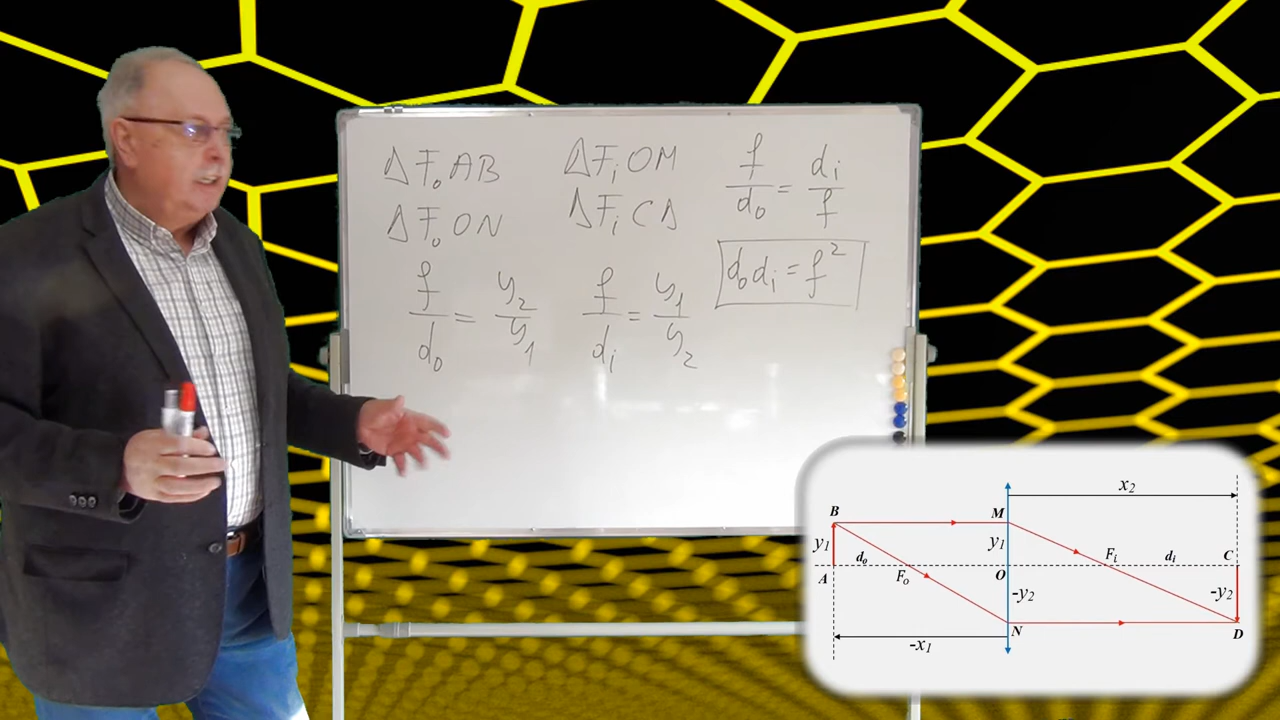 ΔF₀AB
ΔF₀ON
f/d₀ = y₂/y₁
ΔFᵢOM
ΔFᵢCD
f/dᵢ = y₁/y₂
f/d₀ = dᵢ/f
d₀dᵢ = f²
x₂
B M
y₁ y₁
d₀ Fᵢ dᵢ C
A Fₒ O
-y₂ -y₂
N D
-x₁